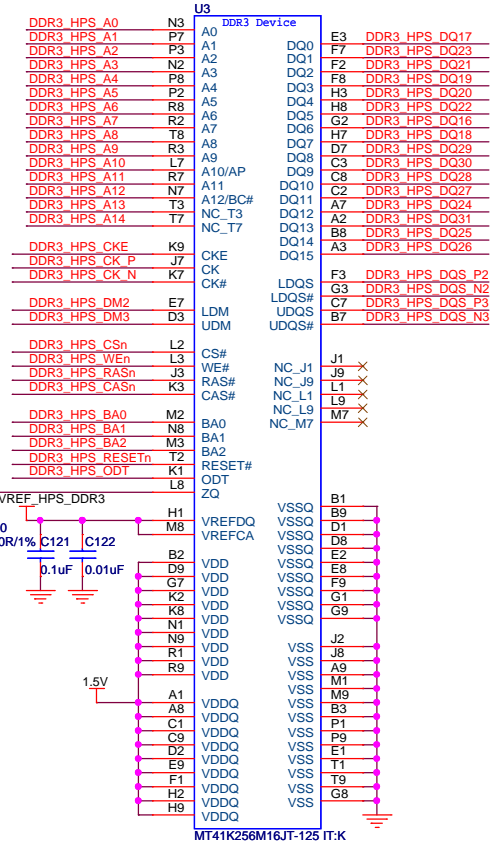 U3
DDR3 Device
DDR3_HPS_A0 N3 A0
DDR3_HPS_A1 P7 A1
DDR3_HPS_A2 P3 A2
DDR3_HPS_A3 N2 A3
DDR3_HPS_A4 P8 A4
DDR3_HPS_A5 P2 A5
DDR3_HPS_A6 R8 A6
DDR3_HPS_A7 R2 A7
DDR3_HPS_A8 T8 A8
DDR3_HPS_A9 R3 A9
DDR3_HPS_A10 L7 A10/AP
DDR3_HPS_A11 R7 A11
DDR3_HPS_A12 N7 A12/BC#
DDR3_HPS_A13 T3 NC_T3
DDR3_HPS_A14 T7 NC_T7
DDR3_HPS_CKE K9 CKE
DDR3_HPS_CK_P J7 CK
DDR3_HPS_CK_N K7 CK#
DDR3_HPS_DM2 E7 LDM
DDR3_HPS_DM3 D3 UDM
DDR3_HPS_CSn L2 CS#
DDR3_HPS_WEn L3 WE#
DDR3_HPS_RASn J3 RAS#
DDR3_HPS_CASn K3 CAS#
DDR3_HPS_BA0 M2 BA0
DDR3_HPS_BA1 N8 BA1
DDR3_HPS_BA2 M3 BA2
DDR3_HPS_RESETn T2 RESET#
DDR3_HPS_ODT K1 ODT
L8 ZQ
VREF_HPS_DDR3
H1 VREFDQ
M8 VREFCA
0
0R/1%
C121
0.1uF
C122
0.01uF
B2 VDD
D9 VDD
G7 VDD
K2 VDD
K8 VDD
N1 VDD
N9 VDD
R1 VDD
R9 VDD
1.5V
A1 VDDQ
A8 VDDQ
C1 VDDQ
C9 VDDQ
D2 VDDQ
E9 VDDQ
F1 VDDQ
H2 VDDQ
H9 VDDQ
DQ0 E3 DDR3_HPS_DQ17
DQ1 F7 DDR3_HPS_DQ23
DQ2 F2 DDR3_HPS_DQ21
DQ3 F8 DDR3_HPS_DQ19
DQ4 H3 DDR3_HPS_DQ20
DQ5 H8 DDR3_HPS_DQ22
DQ6 G2 DDR3_HPS_DQ16
DQ7 H7 DDR3_HPS_DQ18
DQ8 D7 DDR3_HPS_DQ29
DQ9 C3 DDR3_HPS_DQ30
DQ10 C8 DDR3_HPS_DQ28
DQ11 C2 DDR3_HPS_DQ27
DQ12 A7 DDR3_HPS_DQ24
DQ13 A2 DDR3_HPS_DQ31
DQ14 B8 DDR3_HPS_DQ25
DQ15 A3 DDR3_HPS_DQ26
LDQS F3 DDR3_HPS_DQS_P2
LDQS# G3 DDR3_HPS_DQS_N2
UDQS C7 DDR3_HPS_DQS_P3
UDQS# B7 DDR3_HPS_DQS_N3
NC_J1 J1
NC_J9 J9
NC_L1 L1
NC_L9 L9
NC_M7 M7
VSSQ B1
VSSQ B9
VSSQ D1
VSSQ D8
VSSQ E2
VSSQ E8
VSSQ F9
VSSQ G1
VSSQ G9
VSS J2
VSS J8
VSS A9
VSS M1
VSS M9
VSS B3
VSS P1
VSS P9
VSS E1
VSS T1
VSS T9
VSS G8
MT41K256M16JT-125 IT:K